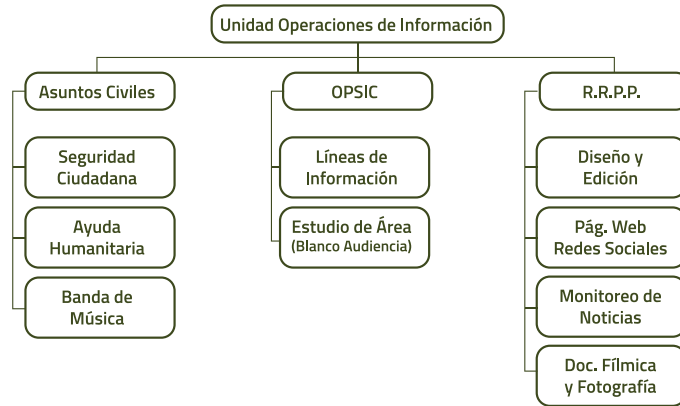 Unidad Operaciones de Información
Asuntos Civiles
Seguridad
Ciudadana
Ayuda
Humanitaria
Banda de
Música
OPSIC
Líneas de
Información
Estudio de Área
(Blanco Audiencia)
R.R.P.P.
Diseño y
Edición
Pág. Web
Redes Sociales
Monitoreo de
Noticias
Doc. Fílmica
y Fotografía